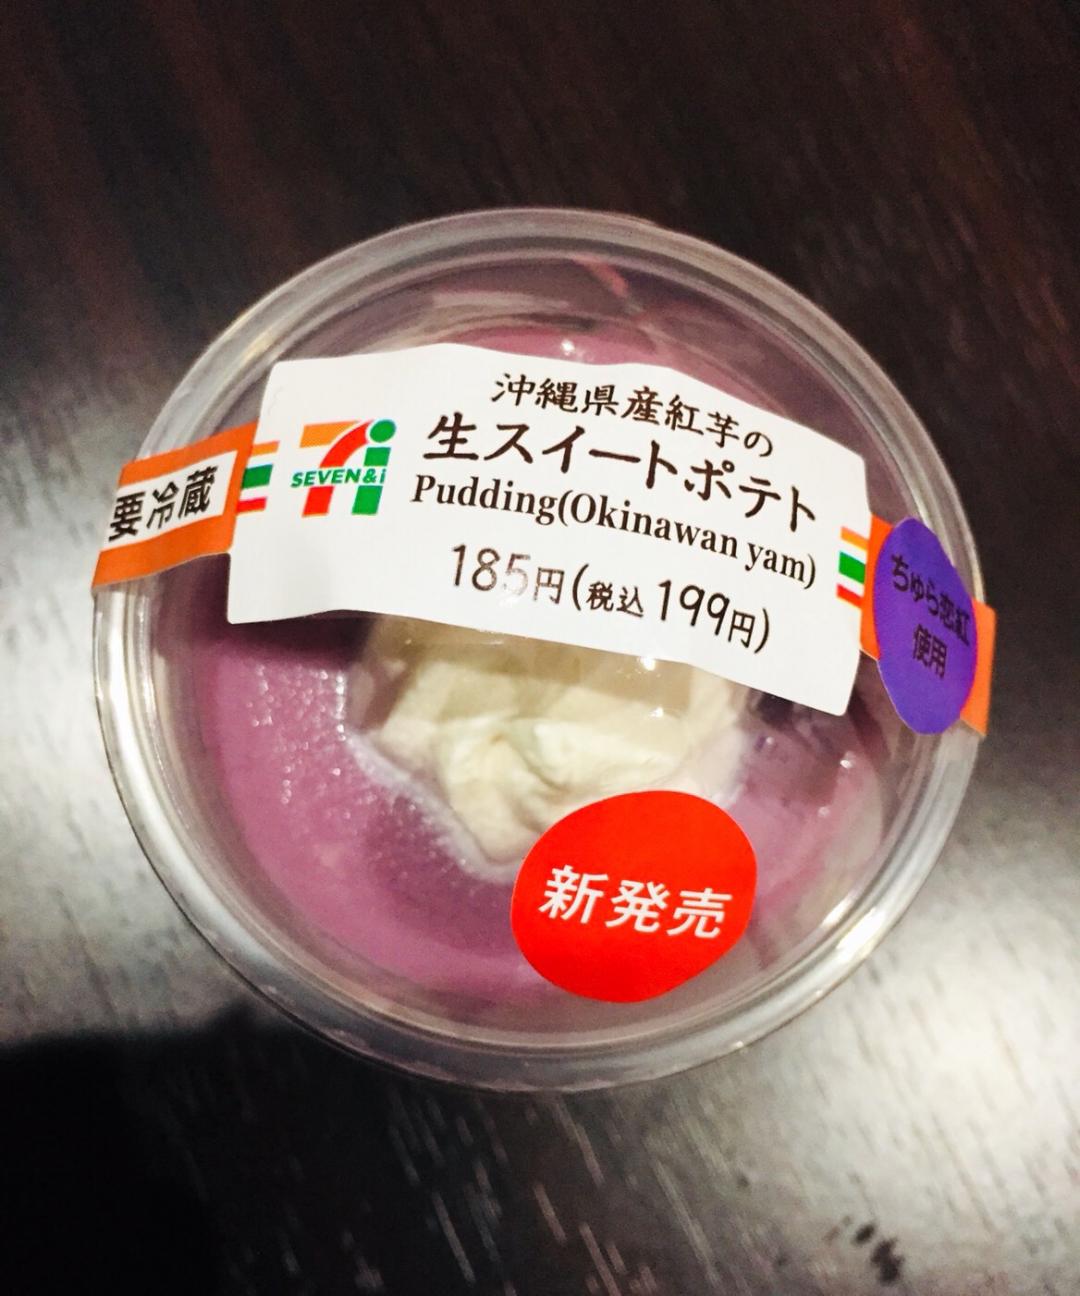 沖縄県産紅芋の
生スイートポテト
Pudding(Okinawan yam)
185円(税込199円)
SEVEN&i
要冷蔵
ちゅら恋紅
使用
新発売